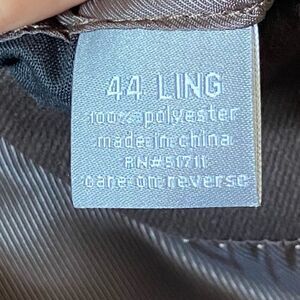 44 LING
100% polyester
made in china
RN#51711
care on reverse